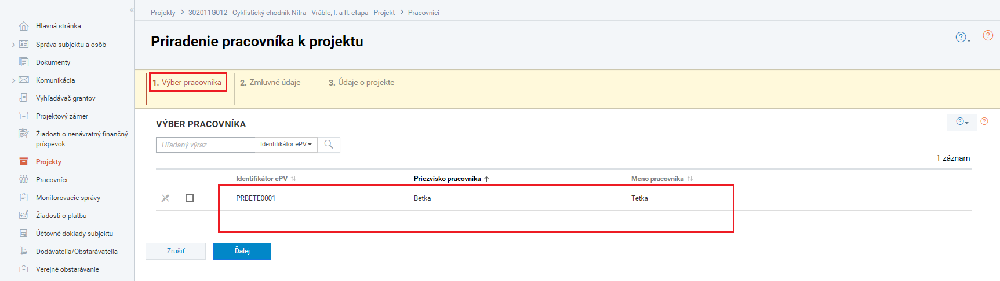 Hlavná stránka
Správa subjektu a osôb
Dokumenty
Komunikácia
Vyhľadávač grantov
Projektový zámer
Žiadosti o nenávratný finančný
príspevok
Projekty
Pracovníci
Monitorovacie správy
Žiadosti o platbu
Účtovné doklady subjektu
Dodávatelia/Obstarávatelia
Verejné obstarávanie
Projekty > 302011G012 - Cyklistický chodník Nitra - Vráble, I. a II. etapa - Projekt > Pracovníci
Priradenie pracovníka k projektu
1. Výber pracovníka 2. Zmluvné údaje 3. Údaje o projekte
VÝBER PRACOVNÍKA
Hľadaný výraz Identifikátor ePV
1 záznam
Identifikátor ePV Priezvisko pracovníka Meno pracovníka
PRBETE0001 Betka Tetka
Zrušiť Ďalej